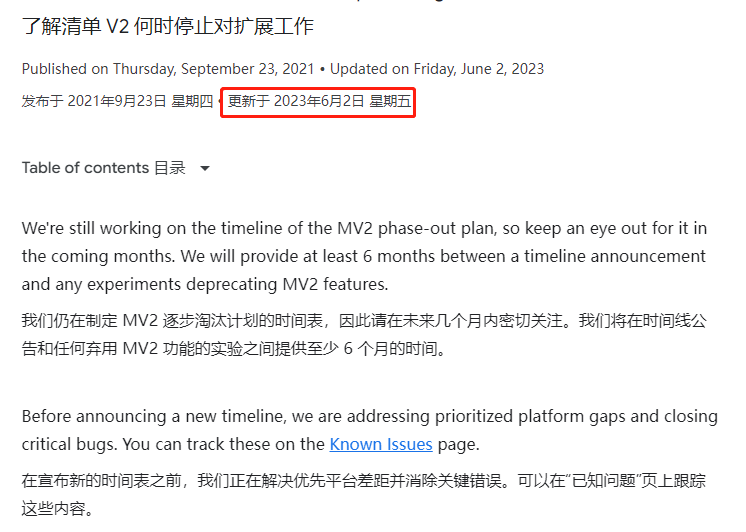 了解清单 V2 何时停止对扩展工作
Published on Thursday, September 23, 2021 • Updated on Friday, June 2, 2023
发布于 2021年9月23日 星期四 • 更新于 2023年6月2日 星期五
Table of contents 目录
We're still working on the timeline of the MV2 phase-out plan, so keep an eye out for it in
the coming months. We will provide at least 6 months between a timeline announcement
and any experiments deprecating MV2 features.
我们仍在制定 MV2 逐步淘汰计划的时间表，因此请在未来几个月内密切关注。我们将在时间线公
告和任何弃用 MV2 功能的实验之间提供至少 6 个月的时间。
Before announcing a new timeline, we are addressing prioritized platform gaps and closing
critical bugs. You can track these on the Known Issues page.
在宣布新的时间表之前，我们正在解决优先平台差距并消除关键错误。可以在“已知问题”页上跟踪
这些内容。